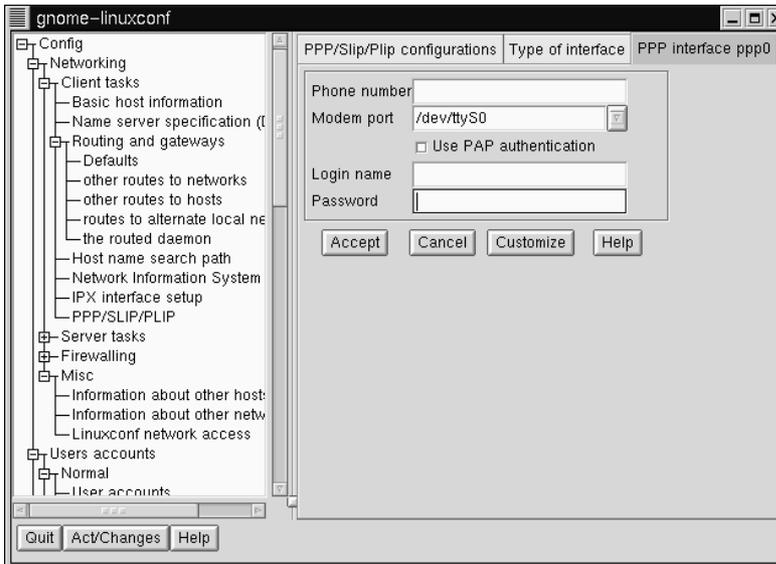 gnome-linuxconf
Config
Networking
Client tasks
Basic host information
Name server specification (D
Routing and gateways
Defaults
other routes to networks
other routes to hosts
routes to alternate local ne
the routed daemon
Host name search path
Network Information System
IPX interface setup
PPP/SLIP/PLIP
Server tasks
Firewalling
Misc
Information about other hosts
Information about other netw
Linuxconf network access
Users accounts
Normal
User accounts
Quit Act/Changes Help
PPP/Slip/Plip configurations Type of interface PPP interface ppp0
Phone number
Modem port /dev/ttyS0
Use PAP authentication
Login name
Password
Accept Cancel Customize Help